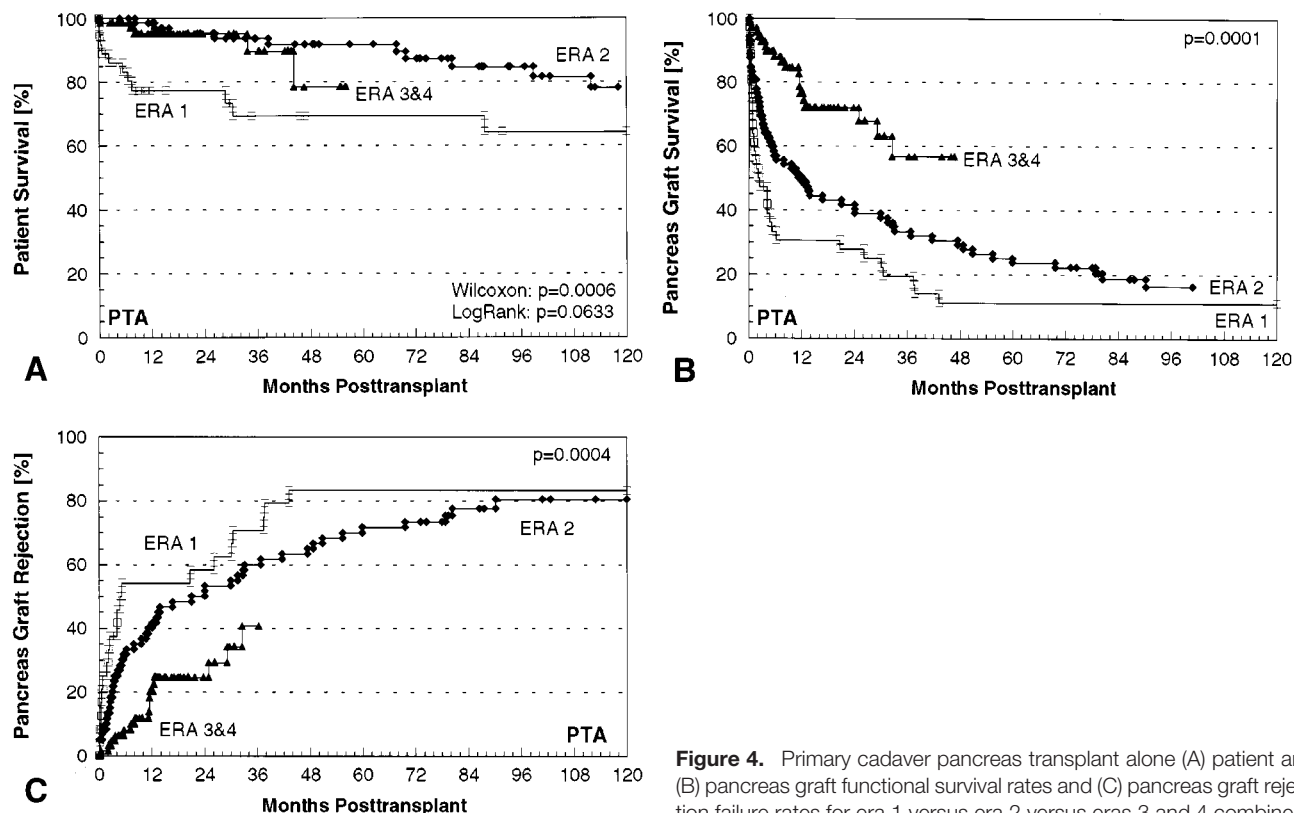 Patient Survival [%]
100
80
60
40
20
0
ERA 2
ERA 3&4
ERA 1
Wilcoxon: p=0.0006
LogRank: p=0.0633
PTA
0 12 24 36 48 60 72 84 96 108 120
A
Months Posttransplant
Pancreas Graft Survival [%]
100
80
60
40
20
0
p=0.0001
ERA 3&4
ERA 2
ERA 1
PTA
0 12 24 36 48 60 72 84 96 108 120
B
Months Posttransplant
Pancreas Graft Rejection [%]
100
80
60
40
20
0
p=0.0004
ERA 1
ERA 2
ERA 3&4
PTA
0 12 24 36 48 60 72 84 96 108 120
C
Months Posttransplant
Figure 4. Primary cadaver pancreas transplant alone (A) patient an
(B) pancreas graft functional survival rates and (C) pancreas graft reje
tion failure rates for era 1 versus era 2 versus eras 3 and 4 combine